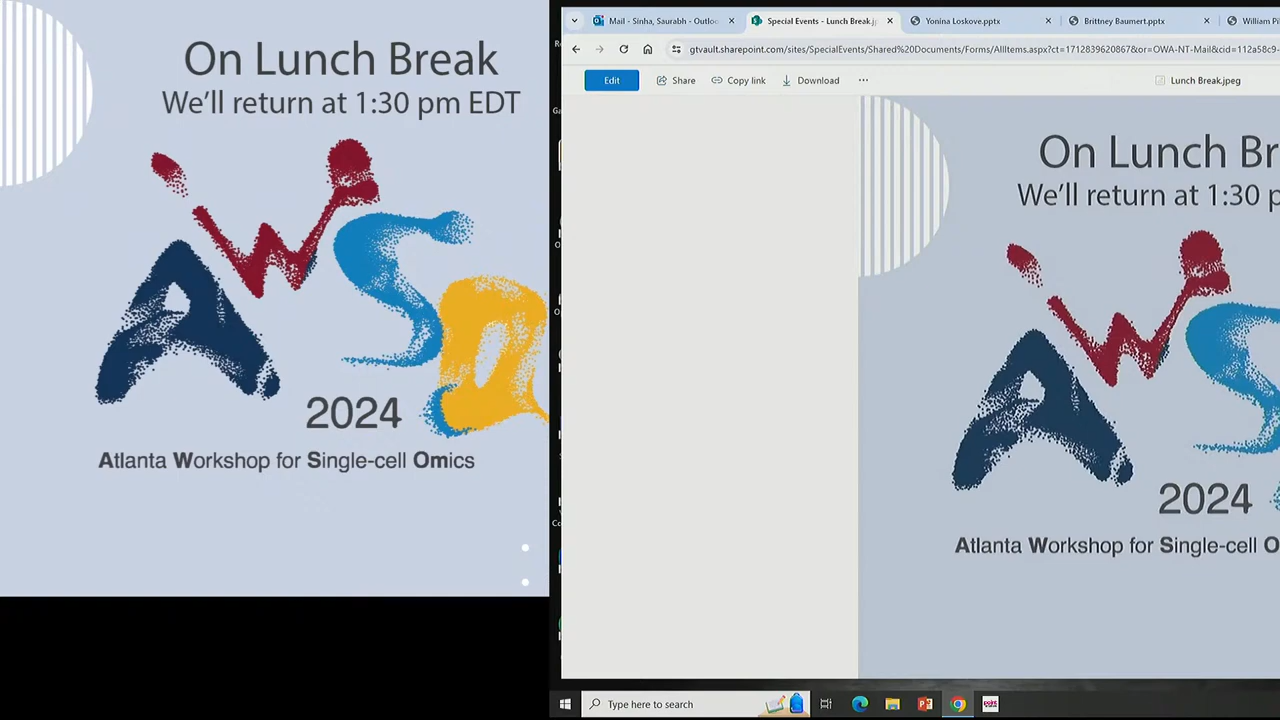 On Lunch Break
We’ll return at 1:30 pm EDT
AWSO
2024
Atlanta Workshop for Single-cell Omics
Mail - Sinha, Saurabh - Outlo
Special Events - Lunch Break.j
Yonina Loskove.pptx
Brittney Baumert.pptx
William Pi
gtvault.sharepoint.com/sites/SpecialEvents/Shared%20Documents/Forms/AllItems.aspx?ct=1712839620867&or=OWA-NT-Mail&cid=112a58c9-
Edit
Share
Copy link
Download
Lunch Break.jpeg
On Lunch Br
We’ll return at 1:30 p
AWS
2024
Atlanta Workshop for Single-cell O
Type here to search